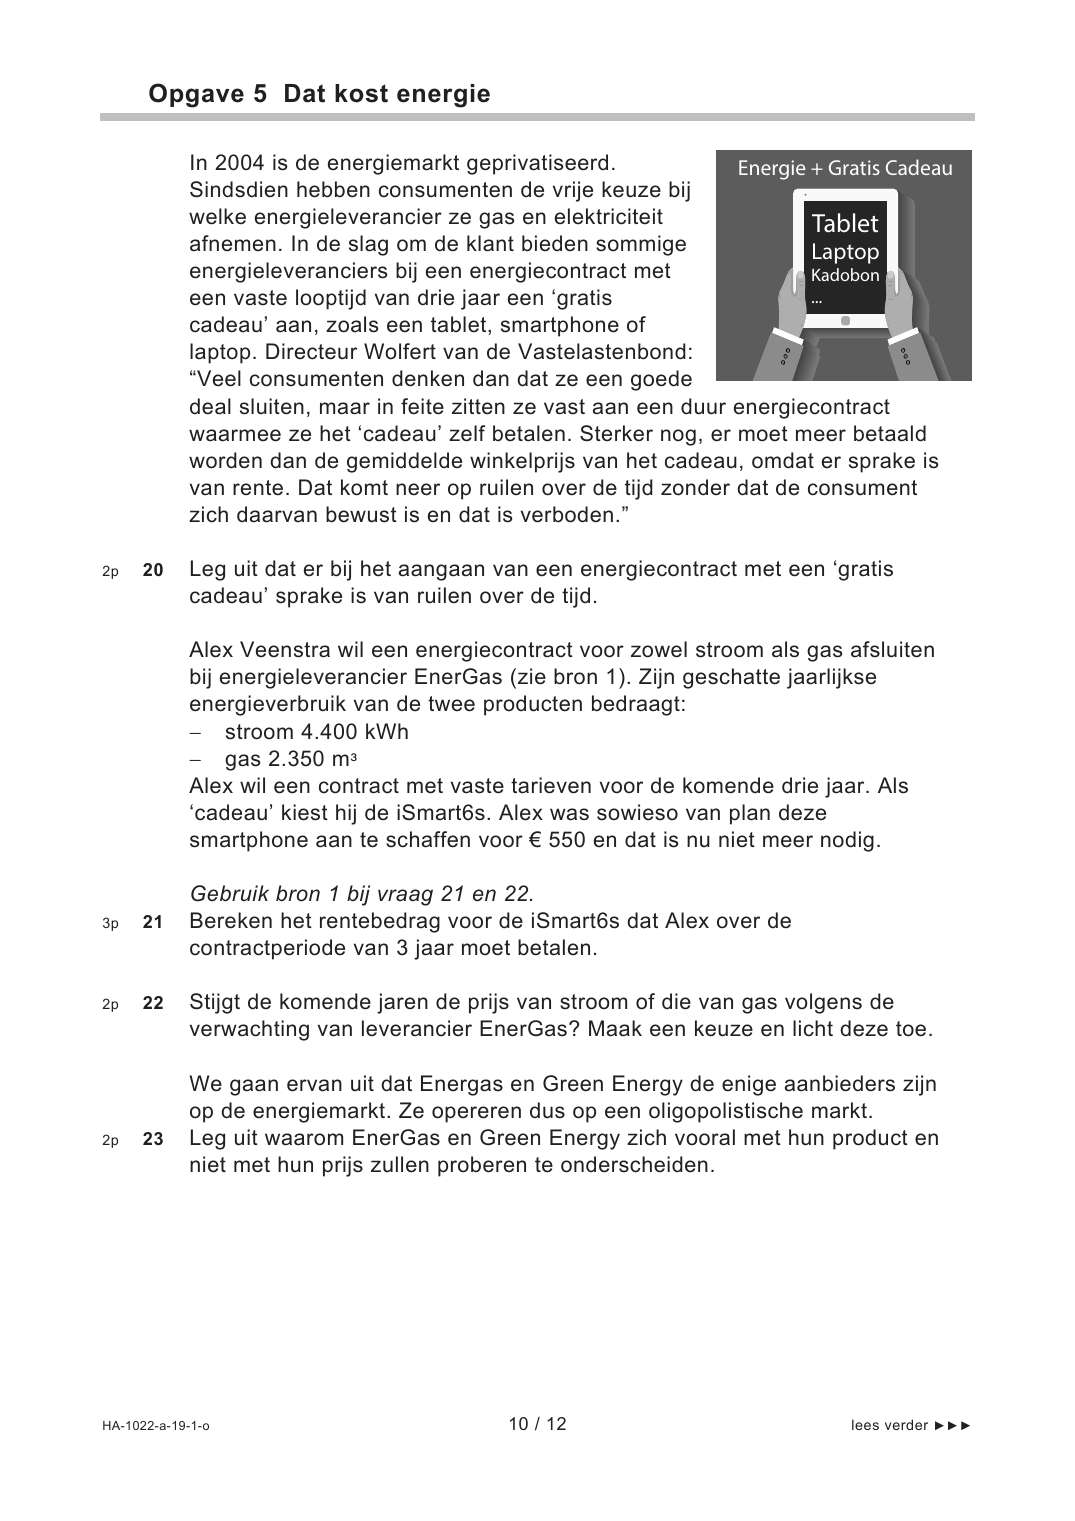 Opgave 5  Dat kost energie
In 2004 is de energiemarkt geprivatiseerd.
Sindsdien hebben consumenten de vrije keuze bij
welke energieleverancier ze gas en elektriciteit
afnemen. In de slag om de klant bieden sommige
energieleveranciers bij een energiecontract met
een vaste looptijd van drie jaar een ‘gratis
cadeau’ aan, zoals een tablet, smartphone of
laptop. Directeur Wolfert van de Vastelastenbond:
“Veel consumenten denken dan dat ze een goede
deal sluiten, maar in feite zitten ze vast aan een duur energiecontract
waarmee ze het ‘cadeau’ zelf betalen. Sterker nog, er moet meer betaald
worden dan de gemiddelde winkelprijs van het cadeau, omdat er sprake is
van rente. Dat komt neer op ruilen over de tijd zonder dat de consument
zich daarvan bewust is en dat is verboden.”
Energie + Gratis Cadeau
Tablet
Laptop
Kadobon
...
2p 20 Leg uit dat er bij het aangaan van een energiecontract met een ‘gratis
cadeau’ sprake is van ruilen over de tijd.
Alex Veenstra wil een energiecontract voor zowel stroom als gas afsluiten
bij energieleverancier EnerGas (zie bron 1). Zijn geschatte jaarlijkse
energieverbruik van de twee producten bedraagt:
– stroom 4.400 kWh
– gas 2.350 m³
Alex wil een contract met vaste tarieven voor de komende drie jaar. Als
‘cadeau’ kiest hij de iSmart6s. Alex was sowieso van plan deze
smartphone aan te schaffen voor € 550 en dat is nu niet meer nodig.
Gebruik bron 1 bij vraag 21 en 22.
3p 21 Bereken het rentebedrag voor de iSmart6s dat Alex over de
contractperiode van 3 jaar moet betalen.
2p 22 Stijgt de komende jaren de prijs van stroom of die van gas volgens de
verwachting van leverancier EnerGas? Maak een keuze en licht deze toe.
We gaan ervan uit dat Energas en Green Energy de enige aanbieders zijn
op de energiemarkt. Ze opereren dus op een oligopolistische markt.
2p 23 Leg uit waarom EnerGas en Green Energy zich vooral met hun product en
niet met hun prijs zullen proberen te onderscheiden.
HA-1022-a-19-1-o 10 / 12 lees verder ►►►